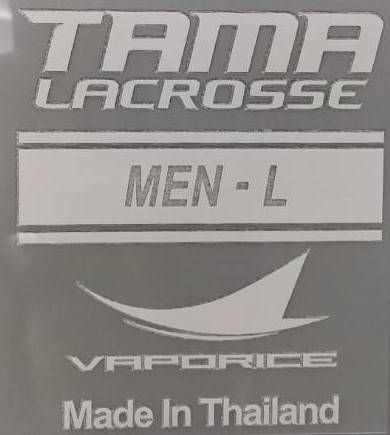 TAMA
LACROSSE
MEN - L
VAPORICE
Made In Thailand